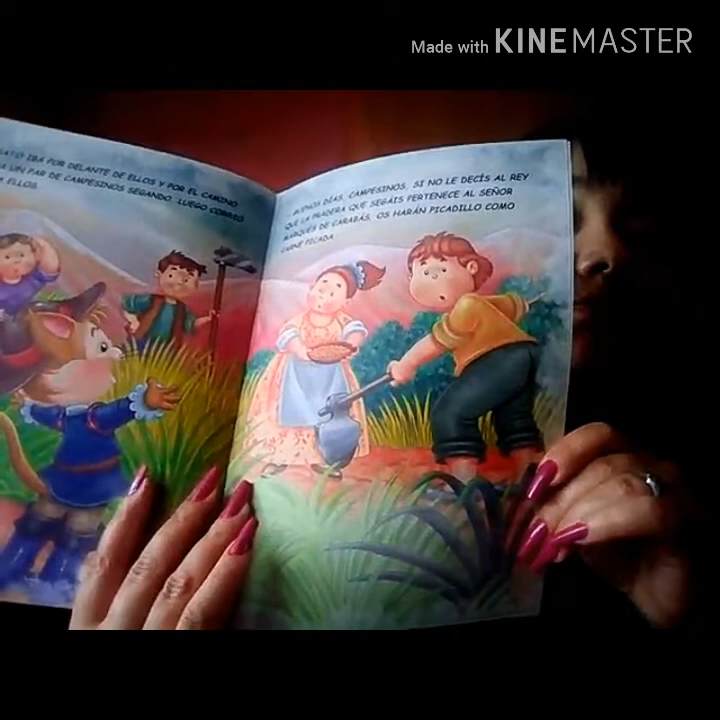 Made with KINEMASTER
GATO IBA POR DELANTE DE ELLOS Y POR EL CAMINO
UN PAR DE CAMPESINOS SEGANDO. LUEGO CORRIÓ
ELLOS.
BUENOS DÍAS, CAMPESINOS. SI NO LE DECÍS AL REY
QUE LA PRADERA QUE SEGÁIS PERTENECE AL SEÑOR
MARQUÉS DE CARABÁS, OS HARÁN PICADILLO COMO
CARNE PICADA.